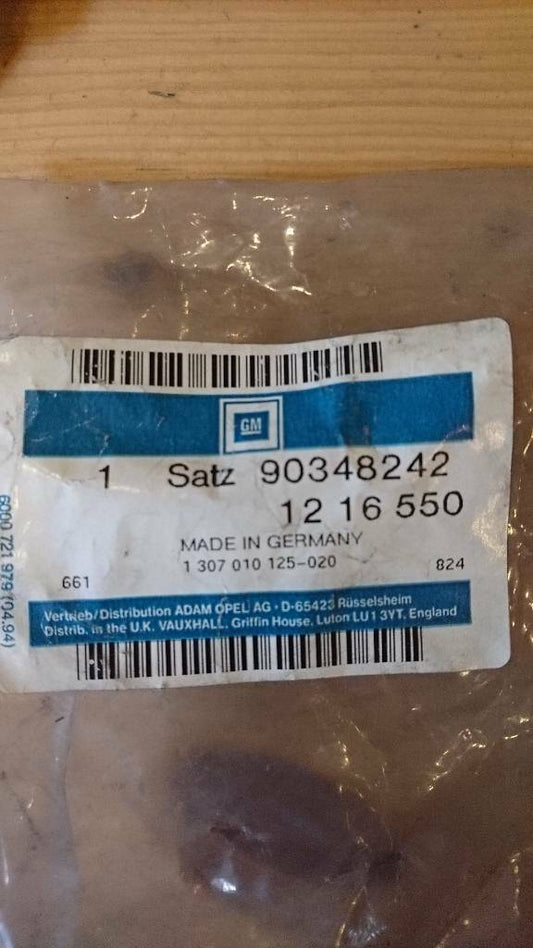 GM
1 Satz 90348242
12 16 550
MADE IN GERMANY
1 307 010 125-020
661 824
Vertrieb/Distribution ADAM OPEL AG · D-65423 Rüsselsheim
Distrib. in the U.K. VAUXHALL. Griffin House, Luton LU1 3YT, England
6000 721 979 (04.94)